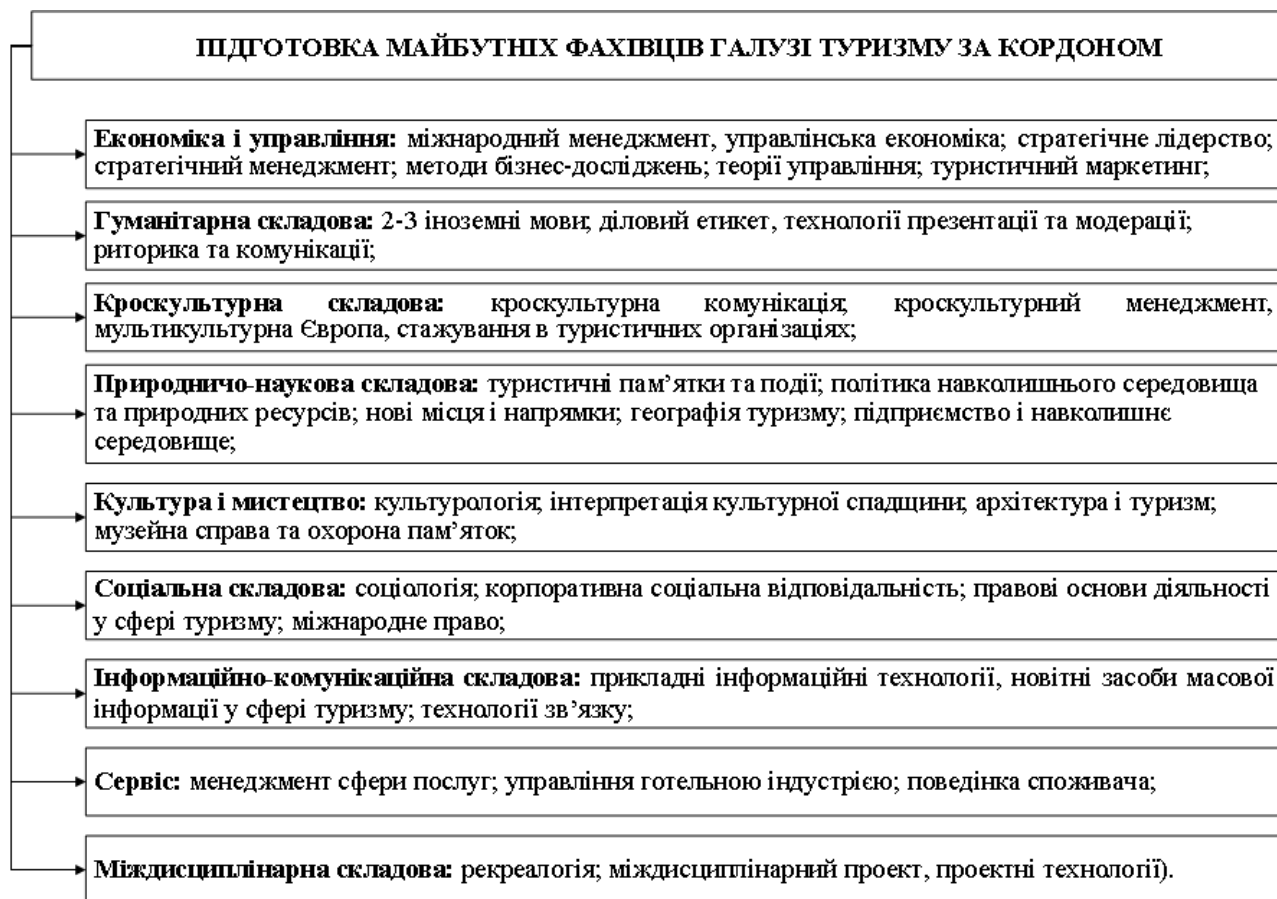 ПІДГОТОВКА МАЙБУТНІХ ФАХІВЦІВ ГАЛУЗІ ТУРИЗМУ ЗА КОРДОНОМ
Економіка і управління: міжнародний менеджмент, управлінська економіка; стратегічне лідерство;
стратегічний менеджмент; методи бізнес-досліджень; теорії управління; туристичний маркетинг;
Гуманітарна складова: 2-3 іноземні мови; діловий етикет, технології презентації та модерації;
риторика та комунікації;
Кроскультурна складова: кроскультурна комунікація; кроскультурний менеджмент,
мультикультурна Європа, стажування в туристичних організаціях;
Природничо-наукова складова: туристичні пам’ятки та події; політика навколишнього середовища
та природних ресурсів; нові місця і напрямки; географія туризму; підприємство і навколишнє
середовище;
Культура і мистецтво: культурологія; інтерпретація культурної спадщини; архітектура і туризм;
музейна справа та охорона пам’яток;
Соціальна складова: соціологія; корпоративна соціальна відповідальність; правові основи діяльності
у сфері туризму; міжнародне право;
Інформаційно-комунікаційна складова: прикладні інформаційні технології, новітні засоби масової
інформації у сфері туризму; технології зв’язку;
Сервіс: менеджмент сфери послуг; управління готельною індустрією; поведінка споживача;
Міждисциплінарна складова: рекреалогія; міждисциплінарний проект, проектні технології).